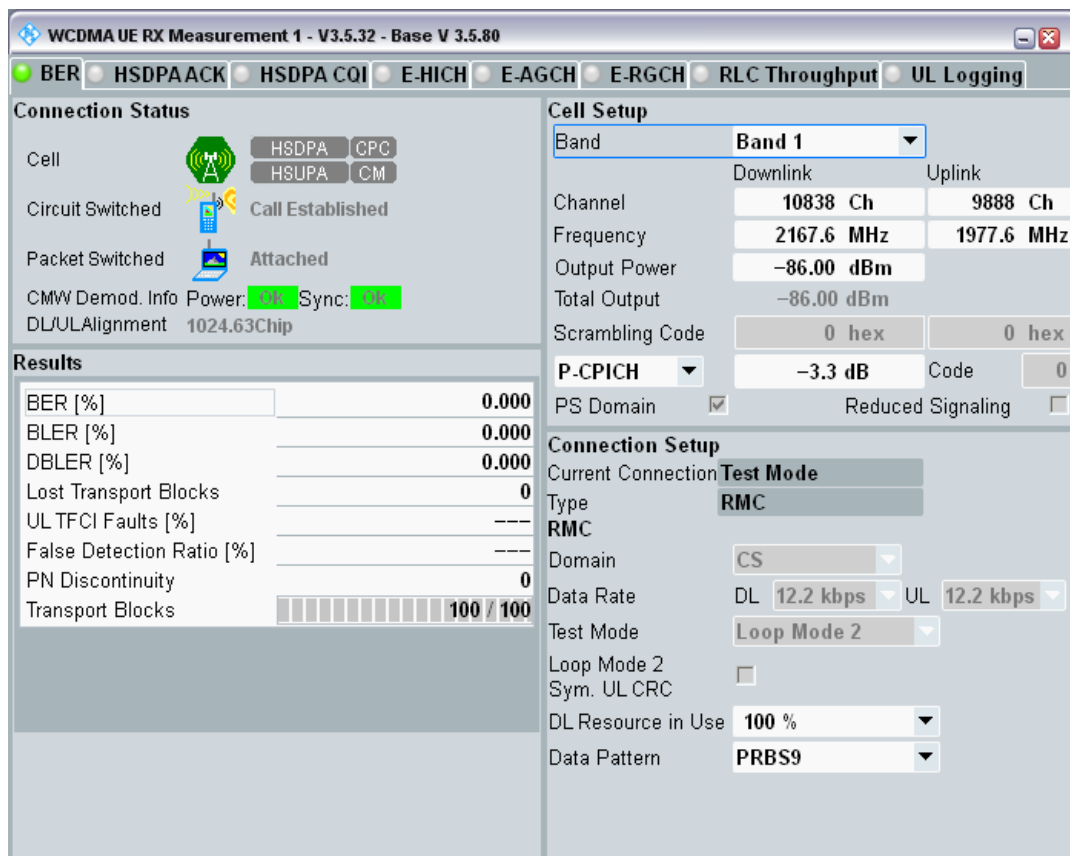 WCDMA UE RX Measurement 1 - V3.5.32 - Base V 3.5.80
BER HSDPA ACK HSDPA CQI E-HICH E-AGCH E-RGCH RLC Throughput UL Logging
Connection Status
Cell HSDPA CPC
HSUPA CM
Circuit Switched Call Established
Packet Switched Attached
CMW Demod. Info Power: Ok Sync: Ok
DL/UL Alignment 1024.63Chip
Results
BER [%] 0.000
BLER [%] 0.000
DBLER [%] 0.000
Lost Transport Blocks 0
UL TFCI Faults [%] ---
False Detection Ratio [%] ---
PN Discontinuity 0
Transport Blocks 100 / 100
Cell Setup
Band Band 1
Downlink Uplink
Channel 10838 Ch 9888 Ch
Frequency 2167.6 MHz 1977.6 MHz
Output Power −86.00 dBm
Total Output −86.00 dBm
Scrambling Code 0 hex 0 hex
P-CPICH −3.3 dB Code 0
PS Domain Reduced Signaling
Connection Setup
Current Connection Test Mode
Type RMC
RMC
Domain CS
Data Rate DL 12.2 kbps UL 12.2 kbps
Test Mode Loop Mode 2
Loop Mode 2
Sym. UL CRC
DL Resource in Use 100 %
Data Pattern PRBS9